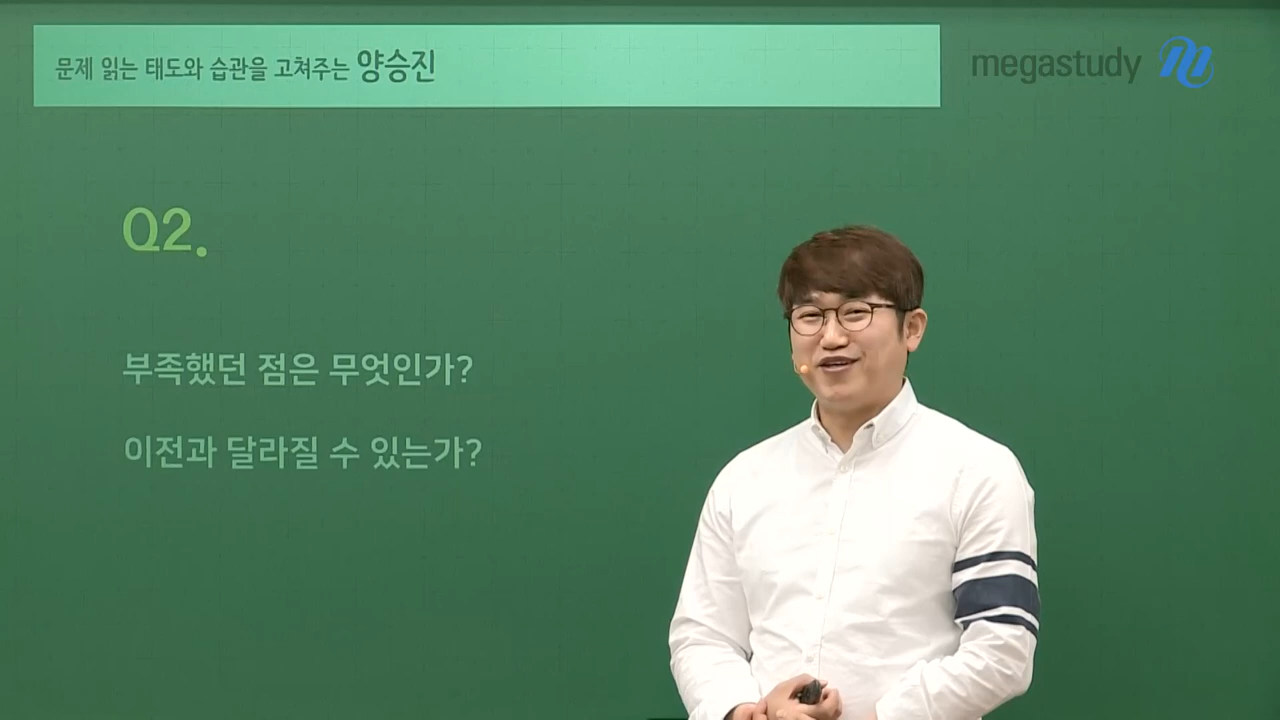 문제 읽는 태도와 습관을 고쳐주는 양승진
megastudy
Q2.
부족했던 점은 무엇인가?
이전과 달라질 수 있는가?